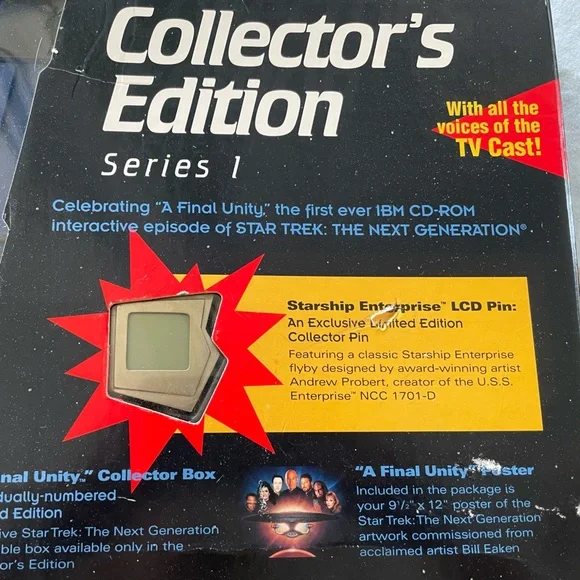 Collector's
Edition
Series 1
With all the
voices of the
TV Cast!
Celebrating "A Final Unity," the first ever IBM CD-ROM
interactive episode of STAR TREK: THE NEXT GENERATION®.
Starship Enterprise™ LCD Pin:
An Exclusive Limited Edition
Collector Pin
Featuring a classic Starship Enterprise
flyby designed by award-winning artist
Andrew Probert, creator of the U.S.S.
Enterprise™ NCC 1701-D
nal Unity." Collector Box
dually-numbered
d Edition
ive Star Trek: The Next Generation
ble box available only in the
or's Edition
"A Final Unity" Poster
Included in the package is
your 9½" x 12" poster of the
Star Trek: The Next Generation
artwork commissioned from
acclaimed artist Bill Eaken